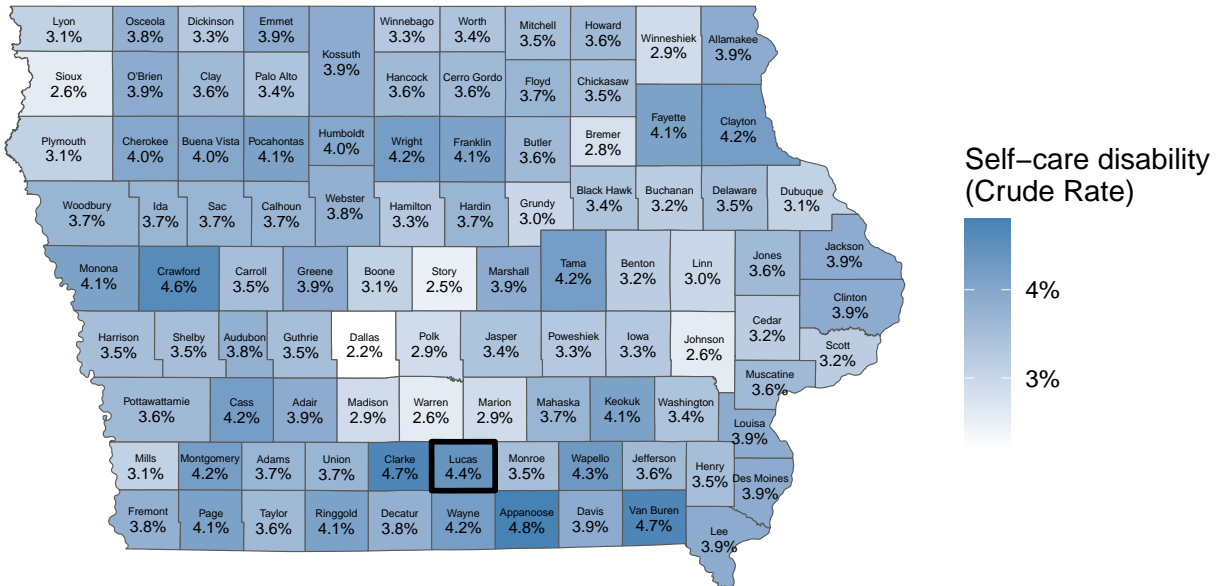 Lyon
3.1%
Osceola
3.8%
Dickinson
3.3%
Emmet
3.9%
Kossuth
3.9%
Winnebago
3.3%
Worth
3.4%
Mitchell
3.5%
Howard
3.6%
Winneshiek
2.9%
Allamakee
3.9%
Sioux
2.6%
O'Brien
3.9%
Clay
3.6%
Palo Alto
3.4%
Hancock
3.6%
Cerro Gordo
3.6%
Floyd
3.7%
Chickasaw
3.5%
Fayette
4.1%
Clayton
4.2%
Plymouth
3.1%
Cherokee
4.0%
Buena Vista
4.0%
Pocahontas
4.1%
Humboldt
4.0%
Wright
4.2%
Franklin
4.1%
Butler
3.6%
Bremer
2.8%
Woodbury
3.7%
Ida
3.7%
Sac
3.7%
Calhoun
3.7%
Webster
3.8%
Hamilton
3.3%
Hardin
3.7%
Grundy
3.0%
Black Hawk
3.4%
Buchanan
3.2%
Delaware
3.5%
Dubuque
3.1%
Monona
4.1%
Crawford
4.6%
Carroll
3.5%
Greene
3.9%
Boone
3.1%
Story
2.5%
Marshall
3.9%
Tama
4.2%
Benton
3.2%
Linn
3.0%
Jones
3.6%
Jackson
3.9%
Clinton
3.9%
Harrison
3.5%
Shelby
3.5%
Audubon
3.8%
Guthrie
3.5%
Dallas
2.2%
Polk
2.9%
Jasper
3.4%
Poweshiek
3.3%
Iowa
3.3%
Johnson
2.6%
Cedar
3.2%
Scott
3.2%
Muscatine
3.6%
Pottawattamie
3.6%
Cass
4.2%
Adair
3.9%
Madison
2.9%
Warren
2.6%
Marion
2.9%
Mahaska
3.7%
Keokuk
4.1%
Washington
3.4%
Louisa
3.9%
Mills
3.1%
Montgomery
4.2%
Adams
3.7%
Union
3.7%
Clarke
4.7%
Lucas
4.4%
Monroe
3.5%
Wapello
4.3%
Jefferson
3.6%
Henry
3.5%
Des Moines
3.9%
Fremont
3.8%
Page
4.1%
Taylor
3.6%
Ringgold
4.1%
Decatur
3.8%
Wayne
4.2%
Appanoose
4.8%
Davis
3.9%
Van Buren
4.7%
Lee
3.9%
Self−care disability
(Crude Rate)
4%
3%